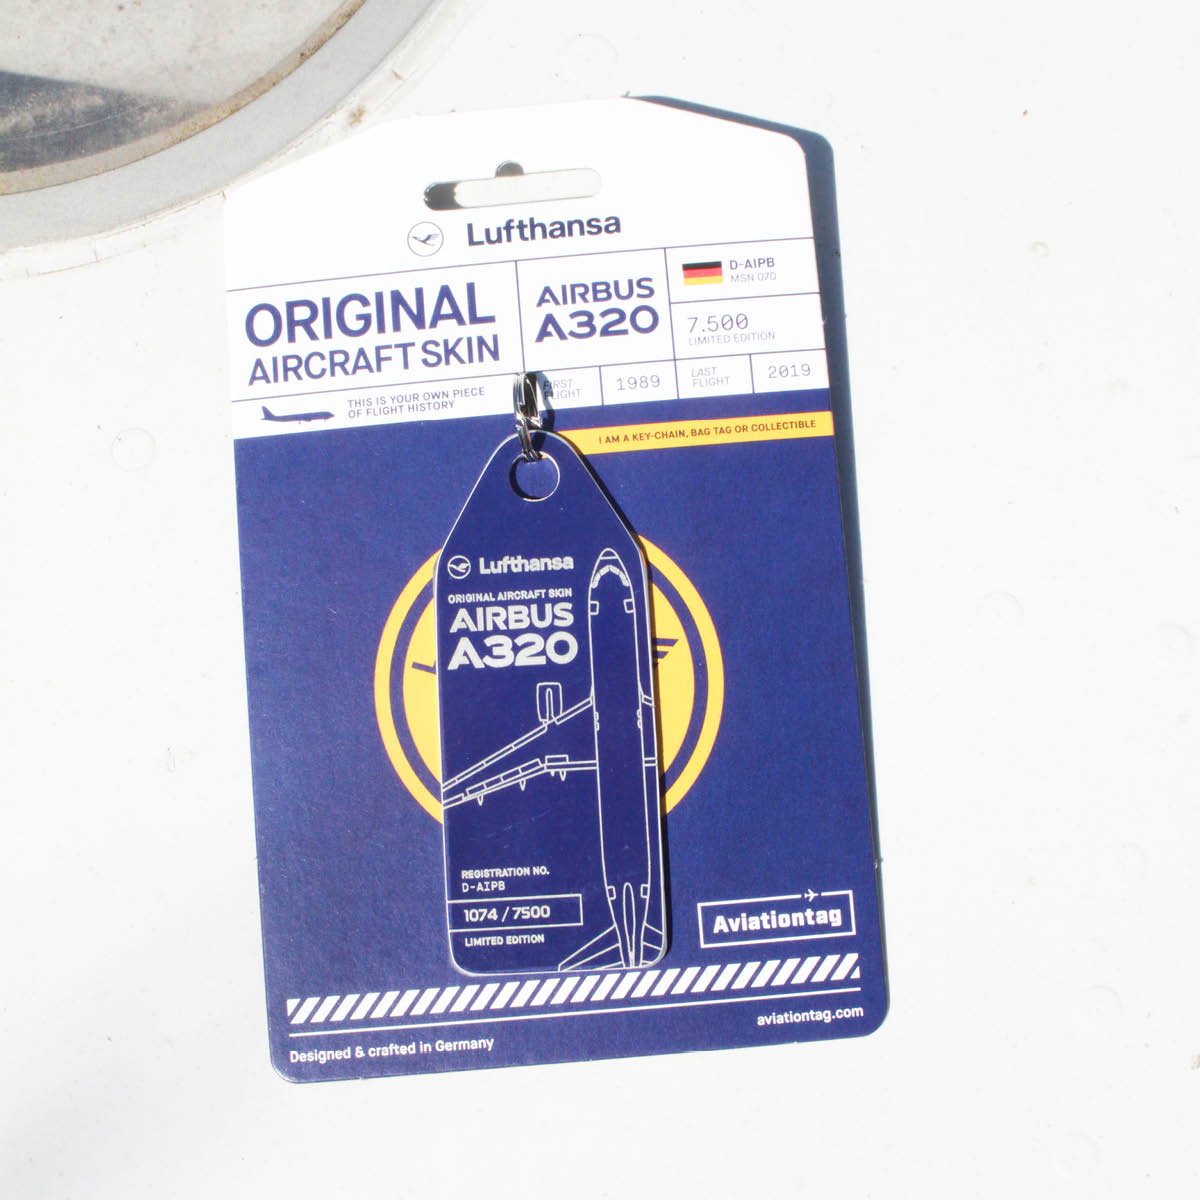 Lufthansa
ORIGINAL
AIRCRAFT SKIN
AIRBUS
A320
D-AIPB
MSN 070
7.500
LIMITED EDITION
THIS IS YOUR OWN PIECE
OF FLIGHT HISTORY
FIRST
FLIGHT
1989
LAST
FLIGHT
2019
I AM A KEY-CHAIN, BAG TAG OR COLLECTIBLE
Lufthansa
ORIGINAL AIRCRAFT SKIN
AIRBUS
A320
REGISTRATION NO.
D-AIPB
1074 / 7500
LIMITED EDITION
Aviationtag
Designed & crafted in Germany
aviationtag.com